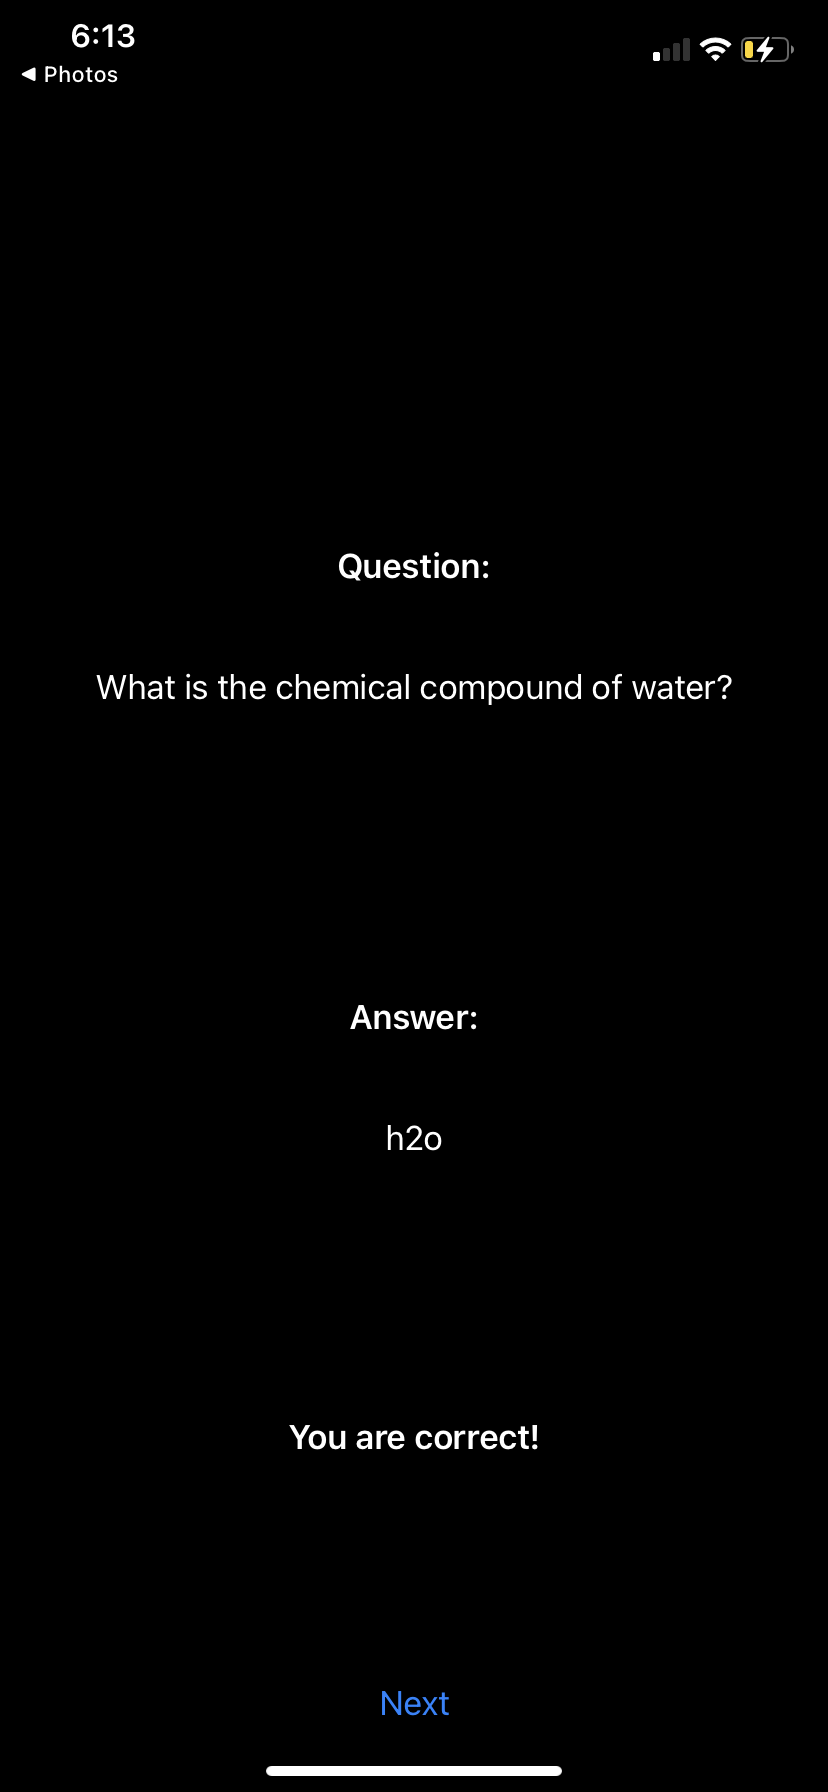 6:13
◀ Photos
Question:
What is the chemical compound of water?
Answer:
h2o
You are correct!
Next